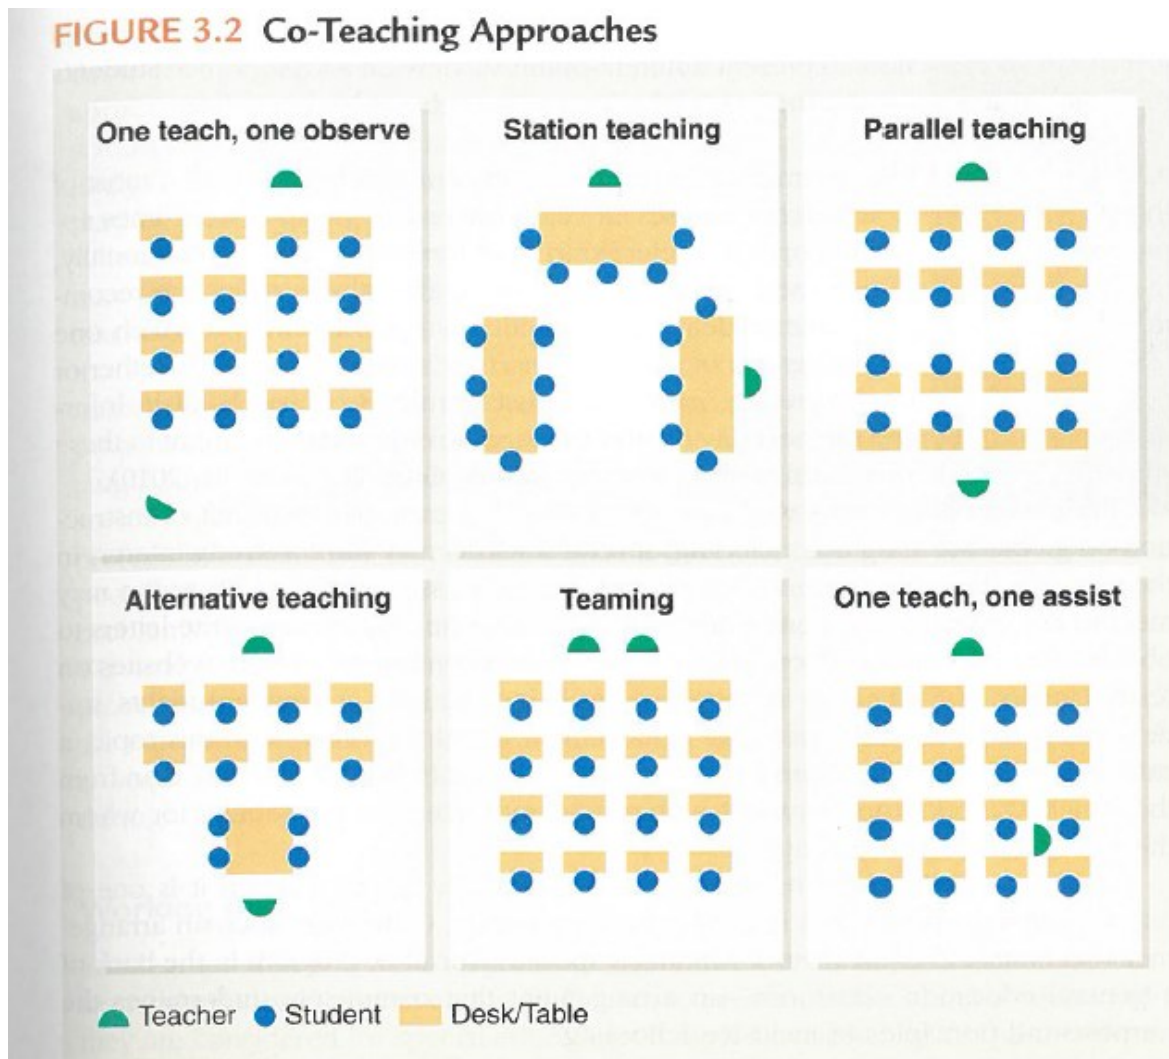 FIGURE 3.2 Co-Teaching Approaches
One teach, one observe
Station teaching
Parallel teaching
Alternative teaching
Teaming
One teach, one assist
Teacher Student Desk/Table